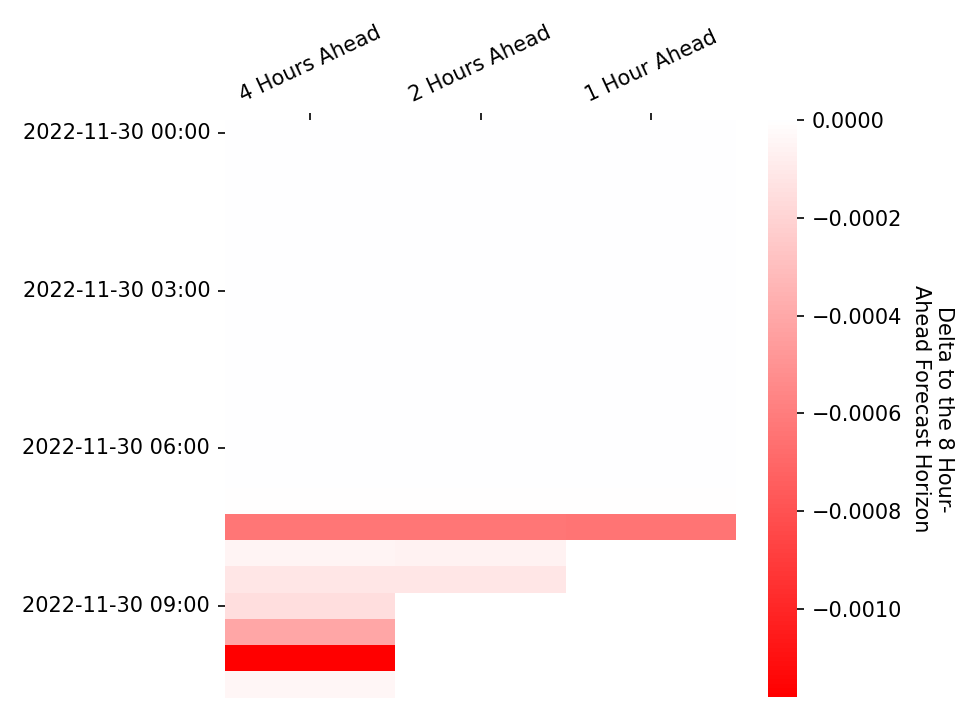 4 Hours Ahead
2 Hours Ahead
1 Hour Ahead
2022-11-30 00:00
2022-11-30 03:00
2022-11-30 06:00
2022-11-30 09:00
0.0000
−0.0002
−0.0004
−0.0006
−0.0008
−0.0010
Delta to the 8 Hour-
Ahead Forecast Horizon